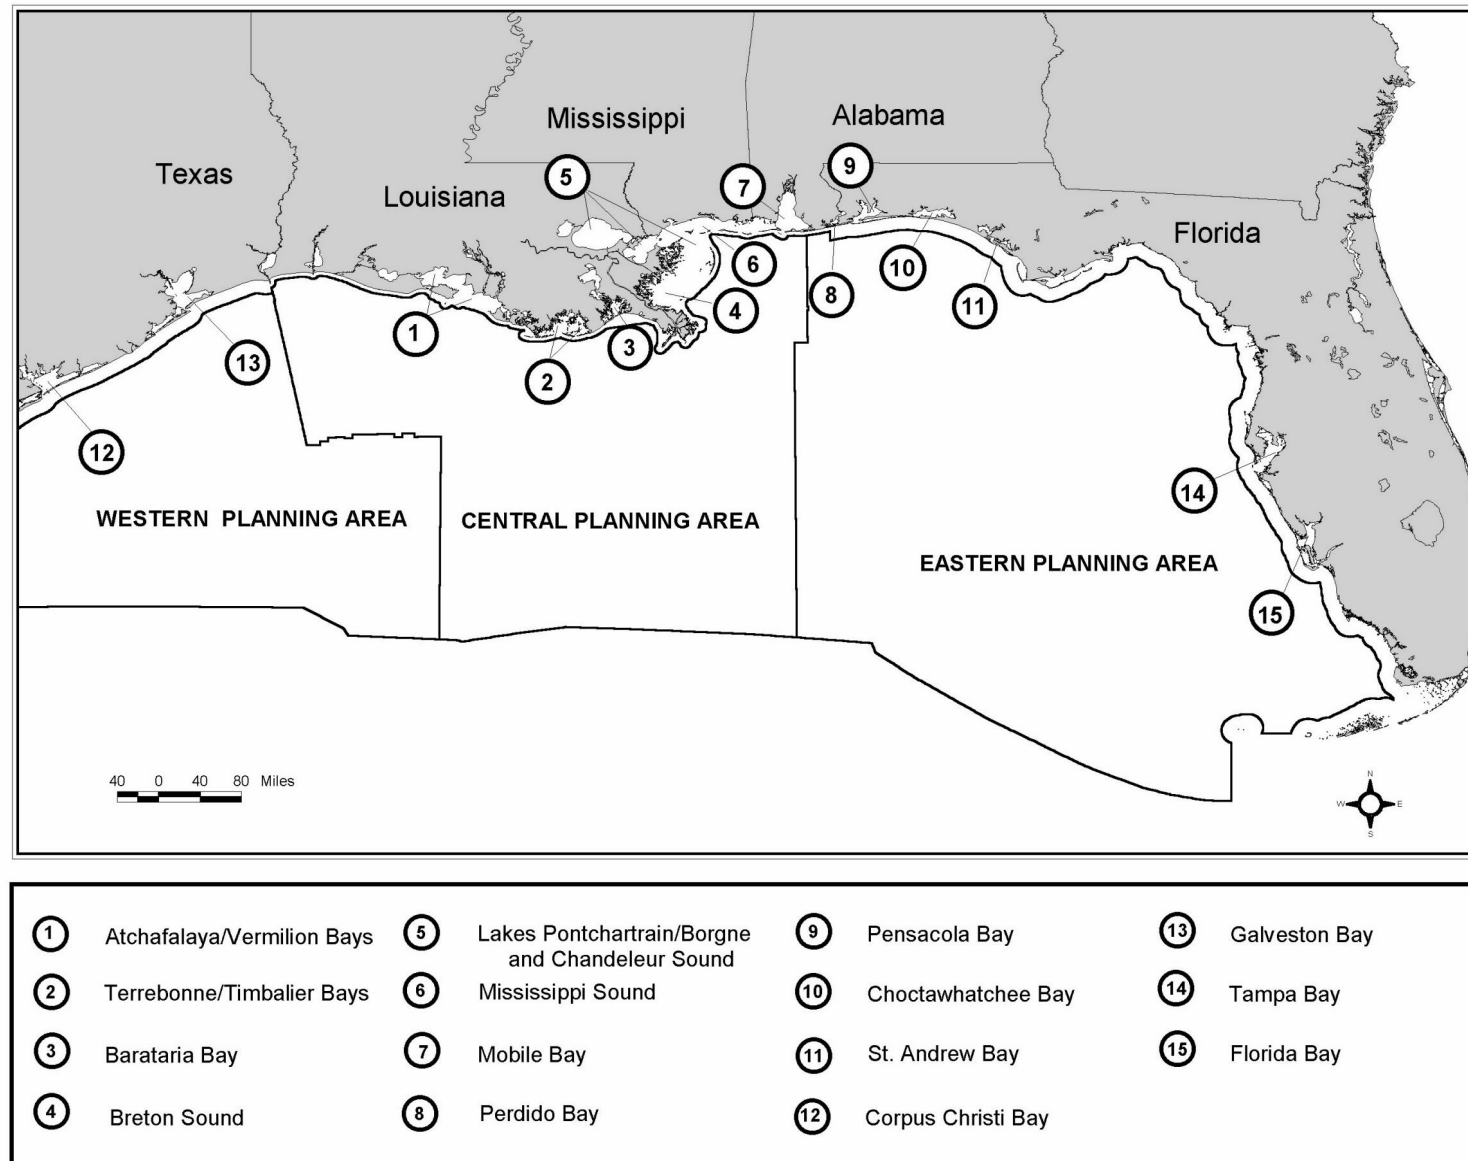 Mississippi
Alabama
Texas
Louisiana
Florida
5
7
9
6
10
8
4
11
1
3
13
2
12
14
15
WESTERN PLANNING AREA
CENTRAL PLANNING AREA
EASTERN PLANNING AREA
40 0 40 80 Miles
N
W E
S
1 Atchafalaya/Vermilion Bays
2 Terrebonne/Timbalier Bays
3 Barataria Bay
4 Breton Sound
5 Lakes Pontchartrain/Borgne
and Chandeleur Sound
6 Mississippi Sound
7 Mobile Bay
8 Perdido Bay
9 Pensacola Bay
10 Choctawhatchee Bay
11 St. Andrew Bay
12 Corpus Christi Bay
13 Galveston Bay
14 Tampa Bay
15 Florida Bay